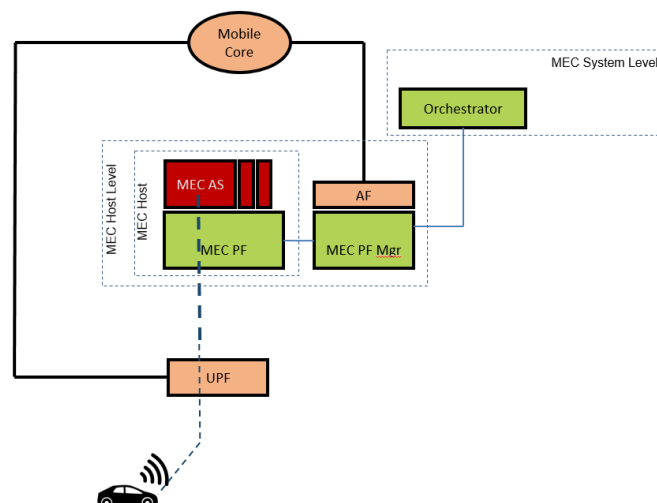 Mobile
Core
MEC System Level
Orchestrator
MEC Host Level
MEC Host
MEC AS
AF
MEC PF
MEC PF Mgr
UPF